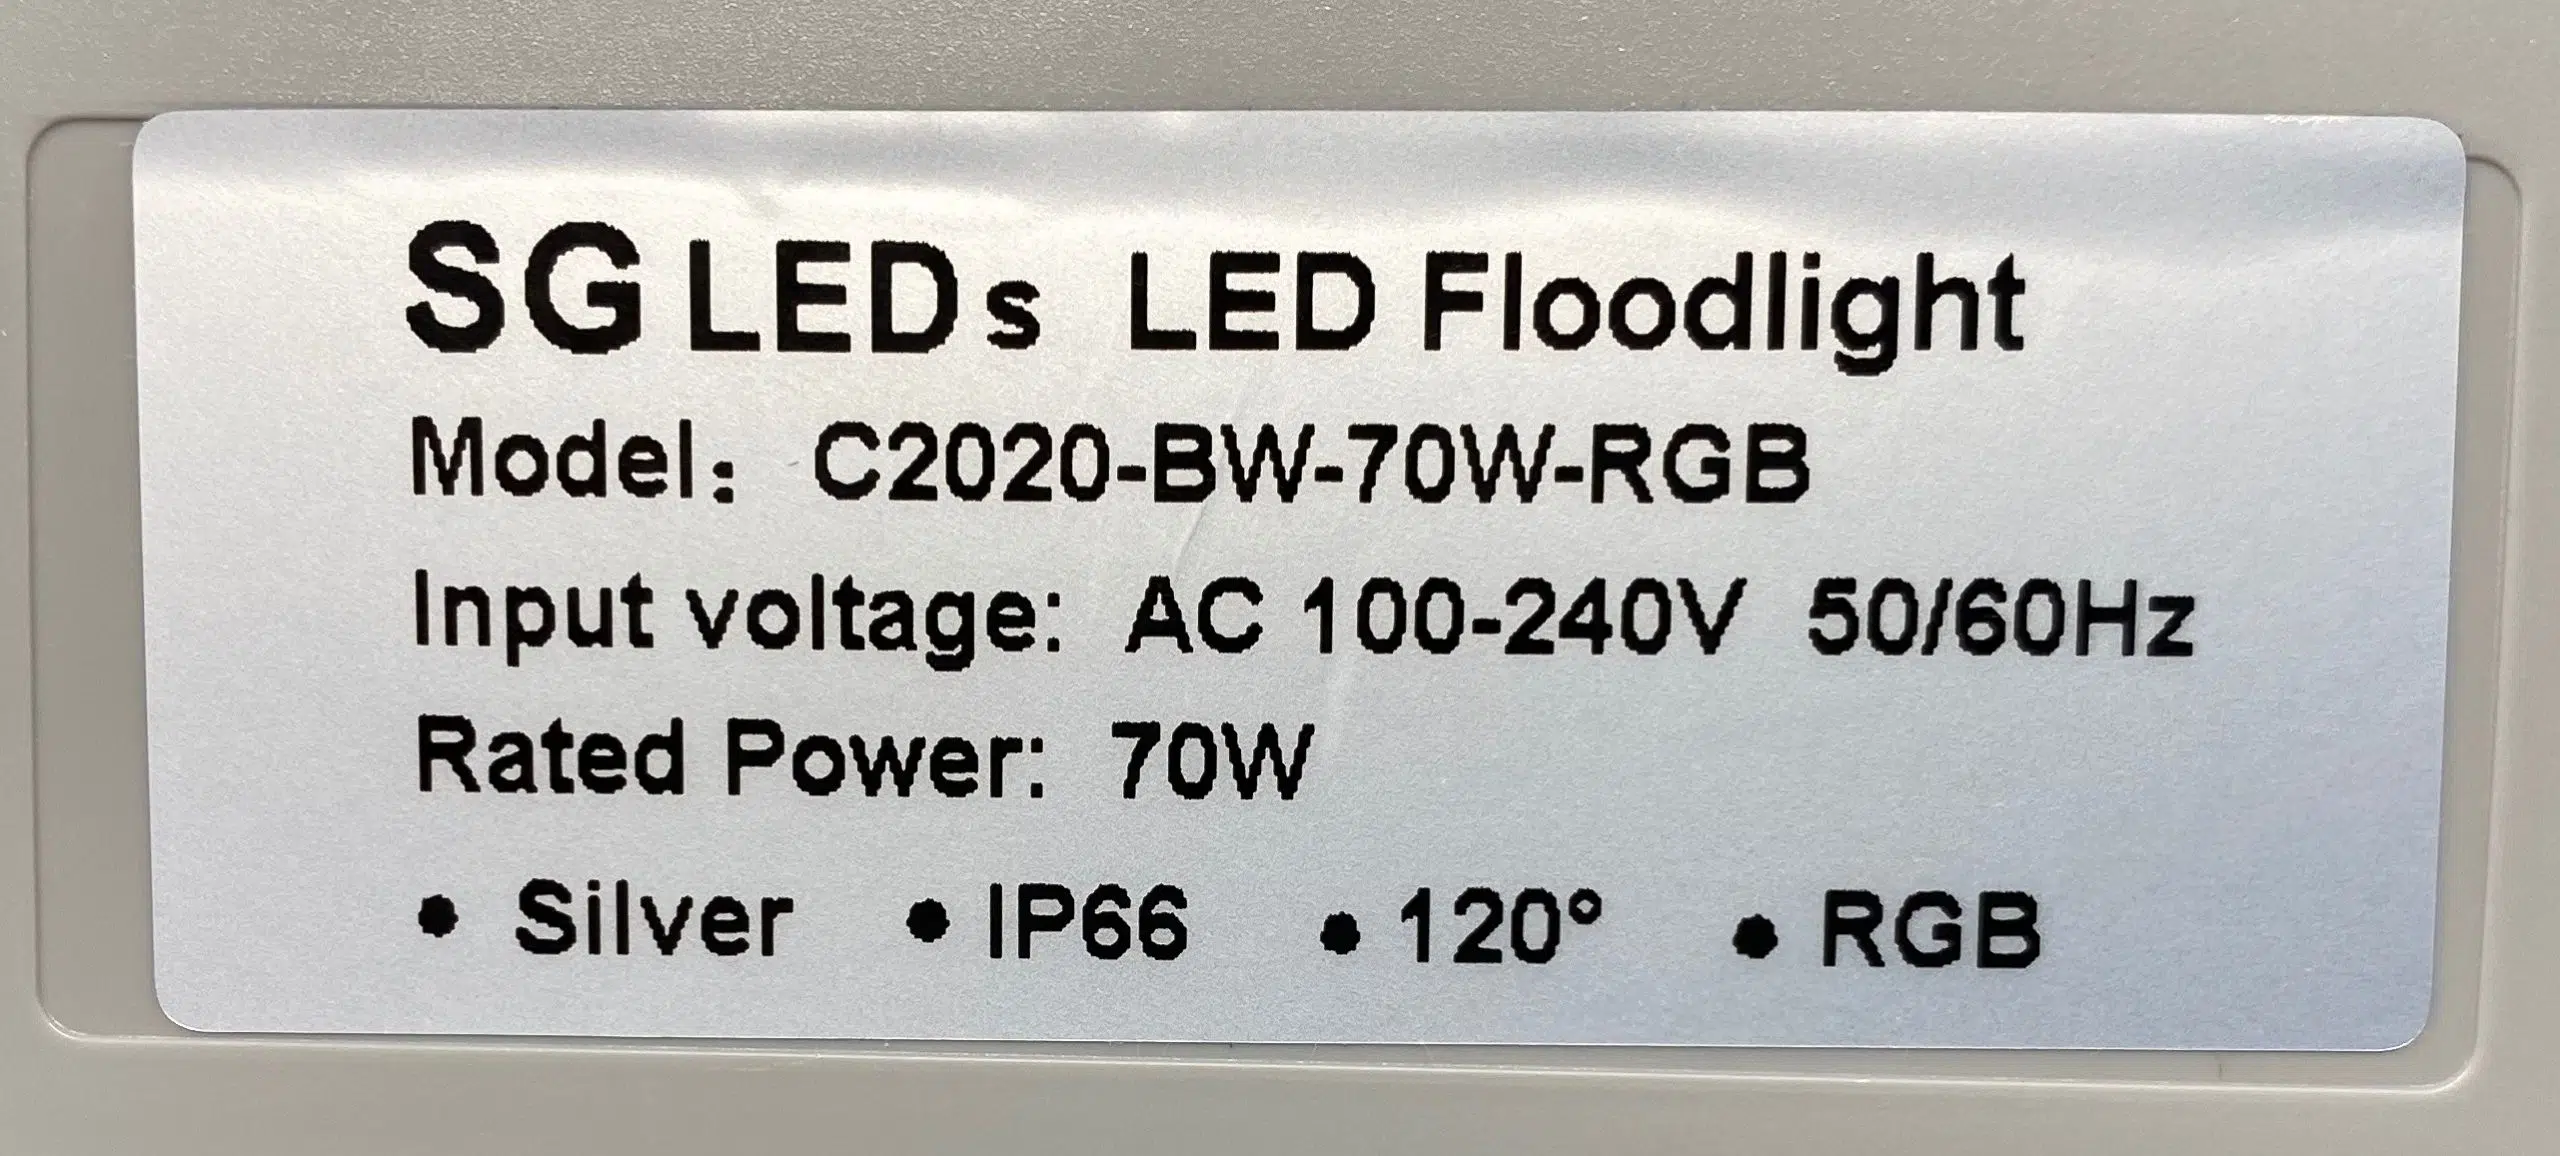 SG LEDs LED Floodlight
Model: C2020-BW-70W-RGB
Input voltage: AC 100-240V 50/60Hz
Rated Power: 70W
• Silver • IP66 • 120° • RGB